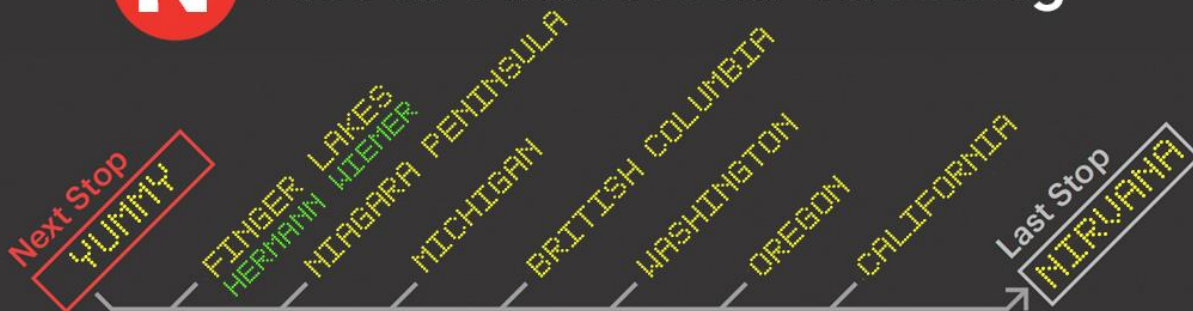 N
Next Stop
YUMMY
FINGER LAKES
HERMANN WIEMER
NIAGARA PENINSULA
MICHIGAN
BRITISH COLUMBIA
WASHINGTON
OREGON
CALIFORNIA
Last Stop
NIRVANA